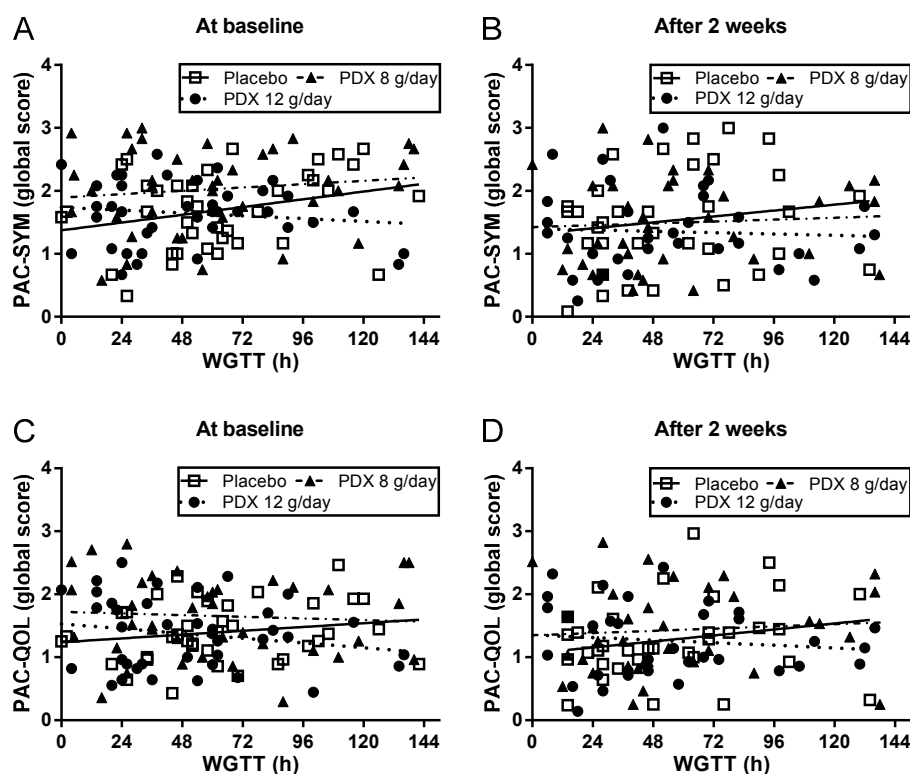 A
At baseline
PAC-SYM (global score)
4
3
2
1
0
Placebo
PDX 8 g/day
PDX 12 g/day
0 24 48 72 96 120 144
WGTT (h)
B
After 2 weeks
PAC-SYM (global score)
4
3
2
1
0
Placebo
PDX 8 g/day
PDX 12 g/day
0 24 48 72 96 120 144
WGTT (h)
C
At baseline
PAC-QOL (global score)
4
3
2
1
0
Placebo
PDX 8 g/day
PDX 12 g/day
0 24 48 72 96 120 144
WGTT (h)
D
After 2 weeks
PAC-QOL (global score)
4
3
2
1
0
Placebo
PDX 8 g/day
PDX 12 g/day
0 24 48 72 96 120 144
WGTT (h)